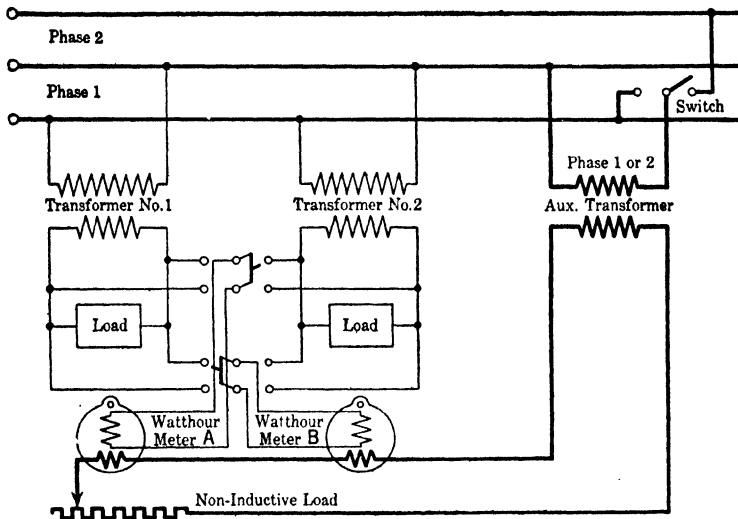 Phase 2
Phase 1
Switch
Phase 1 or 2
Transformer No.1
Transformer No.2
Aux. Transformer
Load
Load
Watthour
Meter A
Watthour
Meter B
Non-Inductive Load